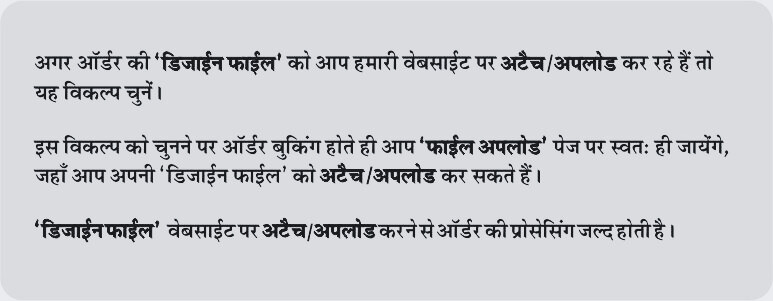 अगर ऑर्डर की ‘डिजाईन फाईल’ को आप हमारी वेबसाईट पर अटैच/अपलोड कर रहे हैं तो
यह विकल्प चुनें।
इस विकल्प को चुनने पर ऑर्डर बुकिंग होते ही आप ‘फाईल अपलोड’ पेज पर स्वतः ही जायेंगे,
जहाँ आप अपनी ‘डिजाईन फाईल’ को अटैच/अपलोड कर सकते हैं।
‘डिजाईन फाईल’ वेबसाईट पर अटैच/अपलोड करने से ऑर्डर की प्रोसेसिंग जल्द होती है।